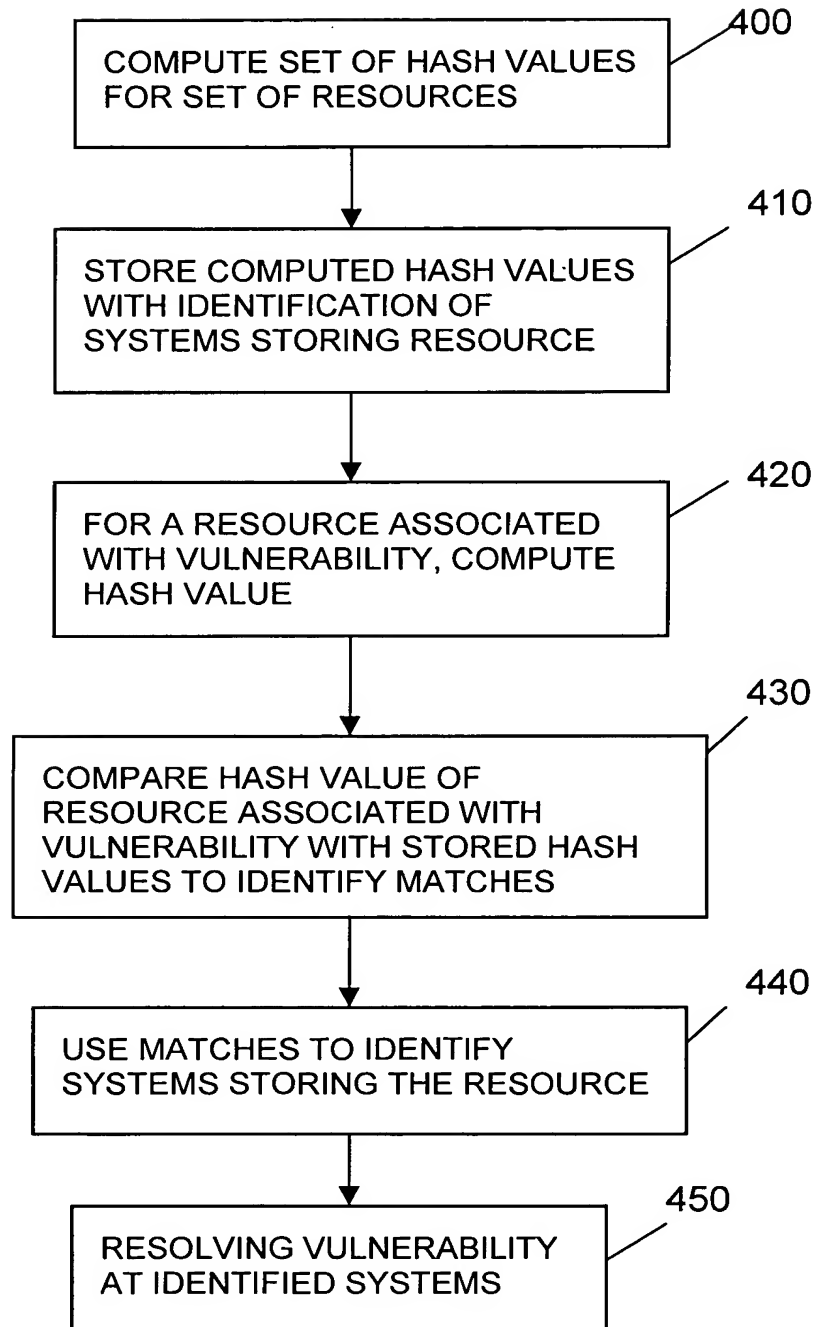 400
COMPUTE SET OF HASH VALUES
FOR SET OF RESOURCES
410
STORE COMPUTED HASH VALUES
WITH IDENTIFICATION OF
SYSTEMS STORING RESOURCE
420
FOR A RESOURCE ASSOCIATED
WITH VULNERABILITY, COMPUTE
HASH VALUE
430
COMPARE HASH VALUE OF
RESOURCE ASSOCIATED WITH
VULNERABILITY WITH STORED HASH
VALUES TO IDENTIFY MATCHES
440
USE MATCHES TO IDENTIFY
SYSTEMS STORING THE RESOURCE
450
RESOLVING VULNERABILITY
AT IDENTIFIED SYSTEMS